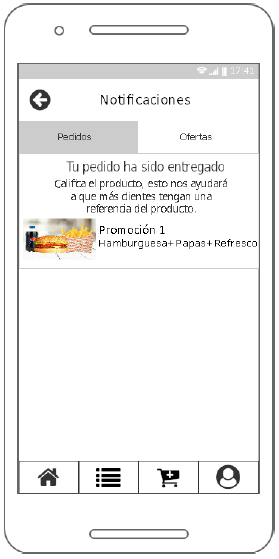 17:41
Notificaciones
Pedidos Ofertas
Tu pedido ha sido entregado
Califica el producto, esto nos ayudará
a que más clientes tengan una
referencia del producto.
Promoción 1
Hamburguesa+Papas+Refresco